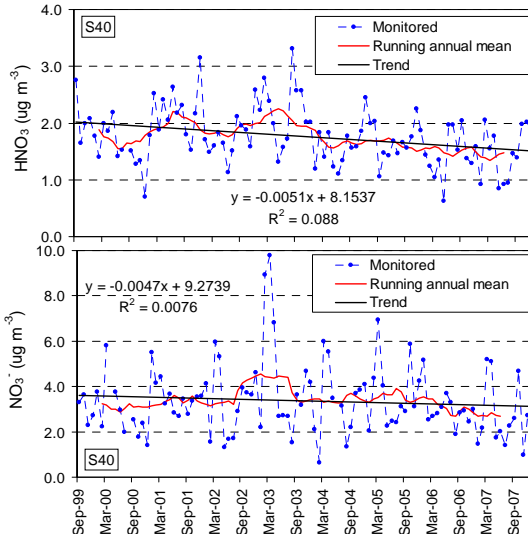 S40
Monitored
Running annual mean
Trend
4.0
3.0
2.0
1.0
0.0
HNO₃ (ug m⁻³)
y = -0.0051x + 8.1537
R² = 0.088
10.0
8.0
6.0
4.0
2.0
0.0
NO₃⁻ (ug m⁻³)
y = -0.0047x + 9.2739
R² = 0.0076
Monitored
Running annual mean
Trend
S40
Sep-99
Mar-00
Sep-00
Mar-01
Sep-01
Mar-02
Sep-02
Mar-03
Sep-03
Mar-04
Sep-04
Mar-05
Sep-05
Mar-06
Sep-06
Mar-07
Sep-07